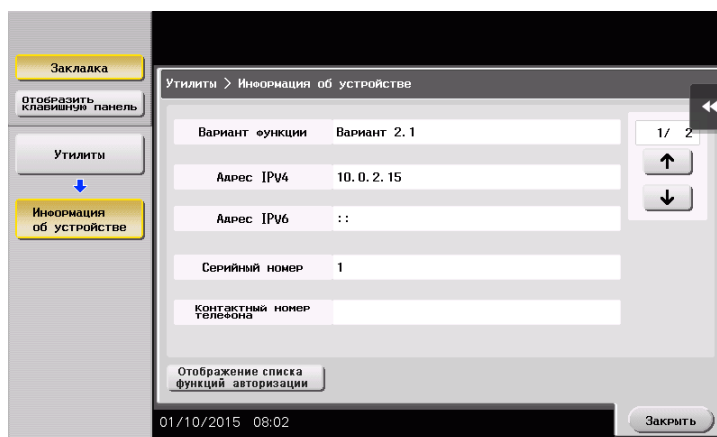 Закладка
Отобразить
клавишную панель
Утилиты
Информация
об устройстве
Утилиты > Информация об устройстве
Вариант функции Вариант 2.1
1/ 2
Адрес IPv4 10.0.2.15
Адрес IPv6 ::
Серийный номер 1
Контактный номер
телефона
Отображение списка
функций авторизации
01/10/2015 08:02
Закрыть